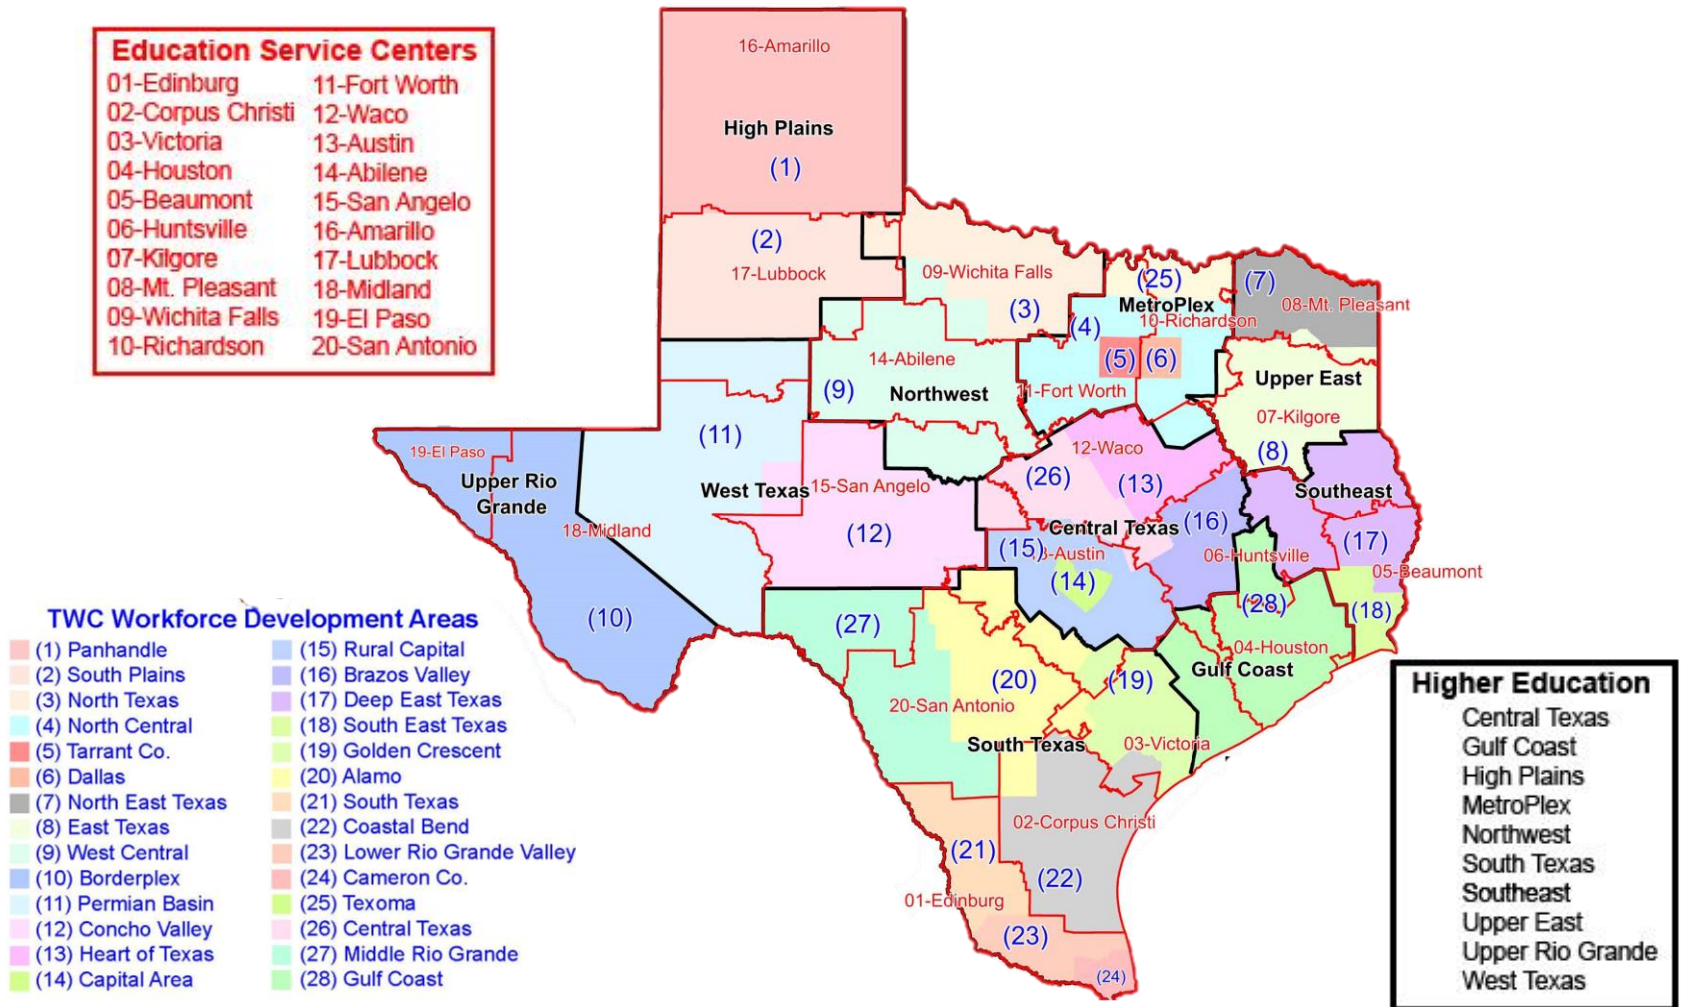 Education Service Centers
01-Edinburg 11-Fort Worth
02-Corpus Christi 12-Waco
03-Victoria 13-Austin
04-Houston 14-Abilene
05-Beaumont 15-San Angelo
06-Huntsville 16-Amarillo
07-Kilgore 17-Lubbock
08-Mt. Pleasant 18-Midland
09-Wichita Falls 19-El Paso
10-Richardson 20-San Antonio
16-Amarillo
High Plains
(1)
(2)
17-Lubbock
09-Wichita Falls
(3)
(25)
MetroPlex
10-Richardson
(4)
(5)
(6)
11-Fort Worth
(7)
08-Mt. Pleasant
Upper East
07-Kilgore
(8)
14-Abilene
(9)
Northwest
(11)
19-El Paso
Upper Rio
Grande
18-Midland
(10)
West Texas
15-San Angelo
(12)
12-Waco
(26)
(13)
Central Texas
(16)
(15)
3-Austin
(14)
Southeast
(17)
06-Huntsville
05-Beaumont
(28)
(18)
04-Houston
Gulf Coast
(27)
(20)
(19)
20-San Antonio
South Texas
03-Victoria
02-Corpus Christi
(21)
(22)
01-Edinburg
(23)
(24)
TWC Workforce Development Areas
(1) Panhandle (15) Rural Capital
(2) South Plains (16) Brazos Valley
(3) North Texas (17) Deep East Texas
(4) North Central (18) South East Texas
(5) Tarrant Co. (19) Golden Crescent
(6) Dallas (20) Alamo
(7) North East Texas (21) South Texas
(8) East Texas (22) Coastal Bend
(9) West Central (23) Lower Rio Grande Valley
(10) Borderplex (24) Cameron Co.
(11) Permian Basin (25) Texoma
(12) Concho Valley (26) Central Texas
(13) Heart of Texas (27) Middle Rio Grande
(14) Capital Area (28) Gulf Coast
Higher Education
Central Texas
Gulf Coast
High Plains
MetroPlex
Northwest
South Texas
Southeast
Upper East
Upper Rio Grande
West Texas